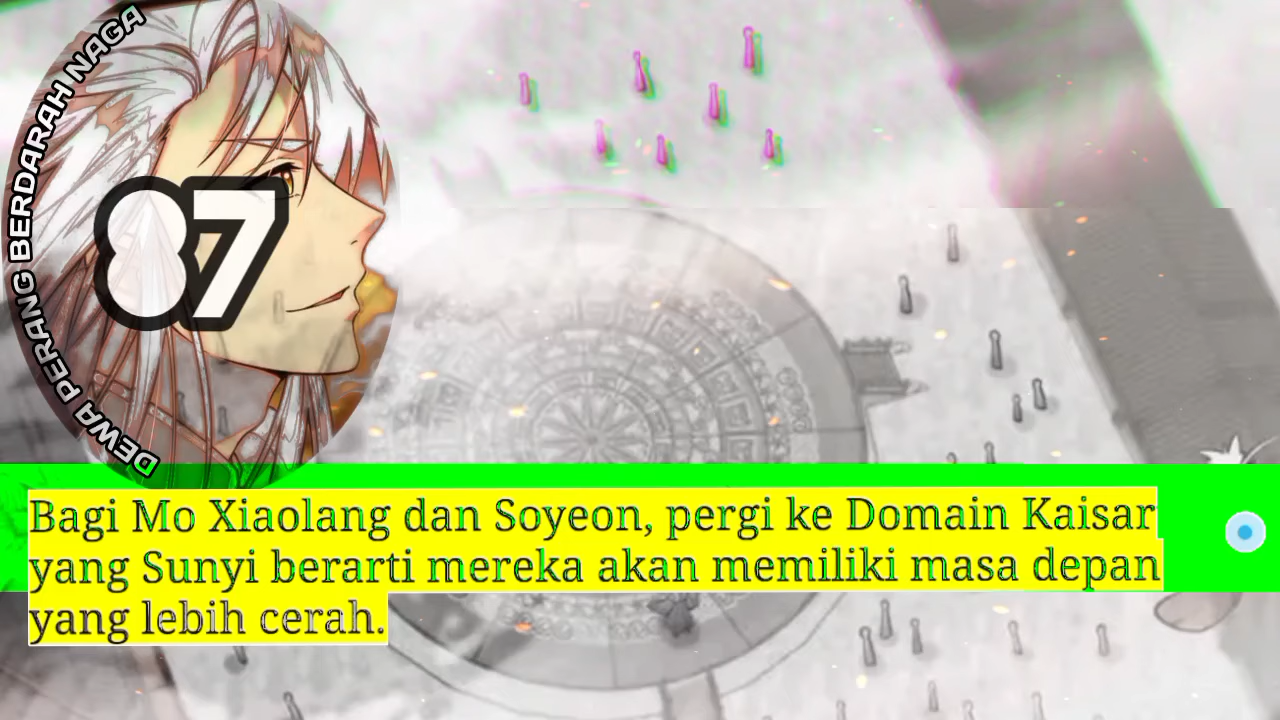 DEWA PERANG BERDARAH NAGA
87
Bagi Mo Xiaolang dan Soyeon, pergi ke Domain Kaisar
yang Sunyi berarti mereka akan memiliki masa depan
yang lebih cerah.